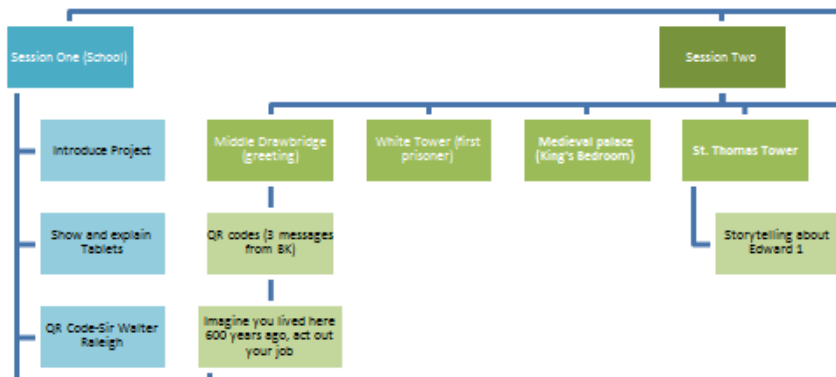 Session One (School)
Session Two
Introduce Project
Middle Drawbridge
(greeting)
White Tower (first
prisoner)
Medieval palace
(King's Bedroom)
St. Thomas Tower
Show and explain
Tablets
QR codes (3 messages
from BK)
Storytelling about
Edward 1
QR Code-Sir Walter
Raleigh
Imagine you lived here
600 years ago, act out
your job